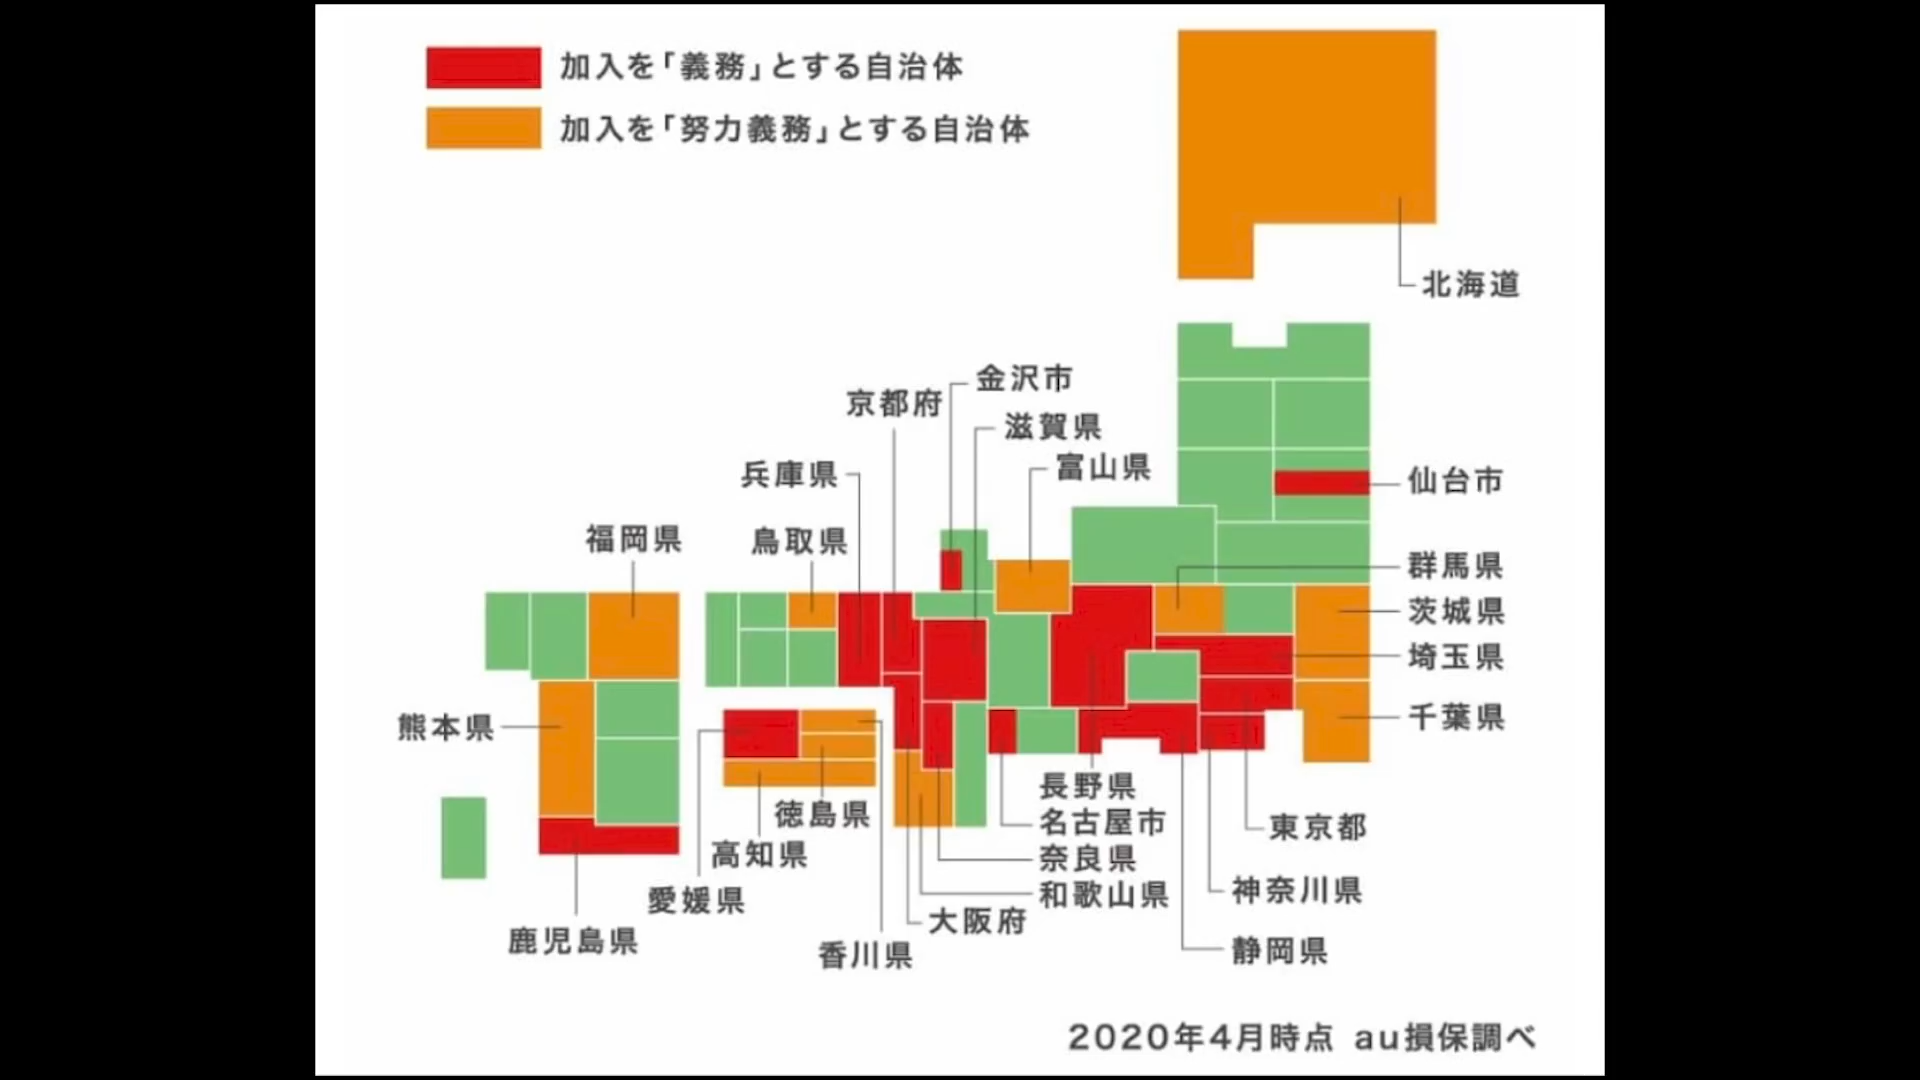 加入を「義務」とする自治体
加入を「努力義務」とする自治体
北海道
金沢市
京都府
滋賀県
富山県
兵庫県
仙台市
福岡県
鳥取県
群馬県
茨城県
埼玉県
熊本県
千葉県
長野県
徳島県
名古屋市
東京都
高知県
奈良県
愛媛県
和歌山県
神奈川県
大阪府
鹿児島県
香川県
静岡県
2020年4月時点 au損保調べ